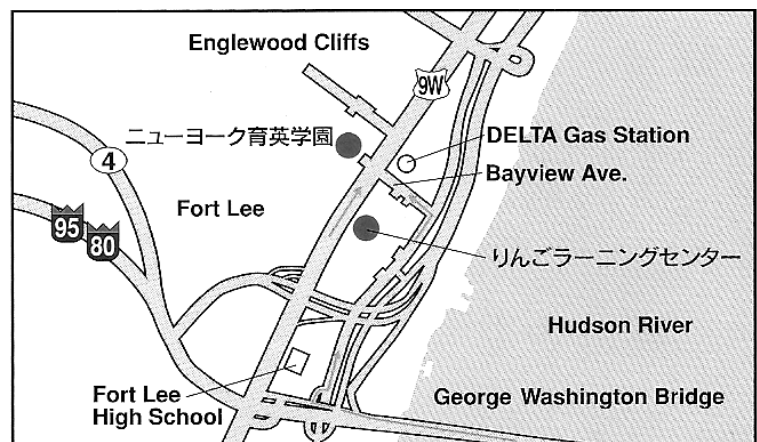 Englewood Cliffs
9W
ニューヨーク育英学園
DELTA Gas Station
4
Bayview Ave.
Fort Lee
95
80
りんごラーニングセンター
Hudson River
Fort Lee
High School
George Washington Bridge